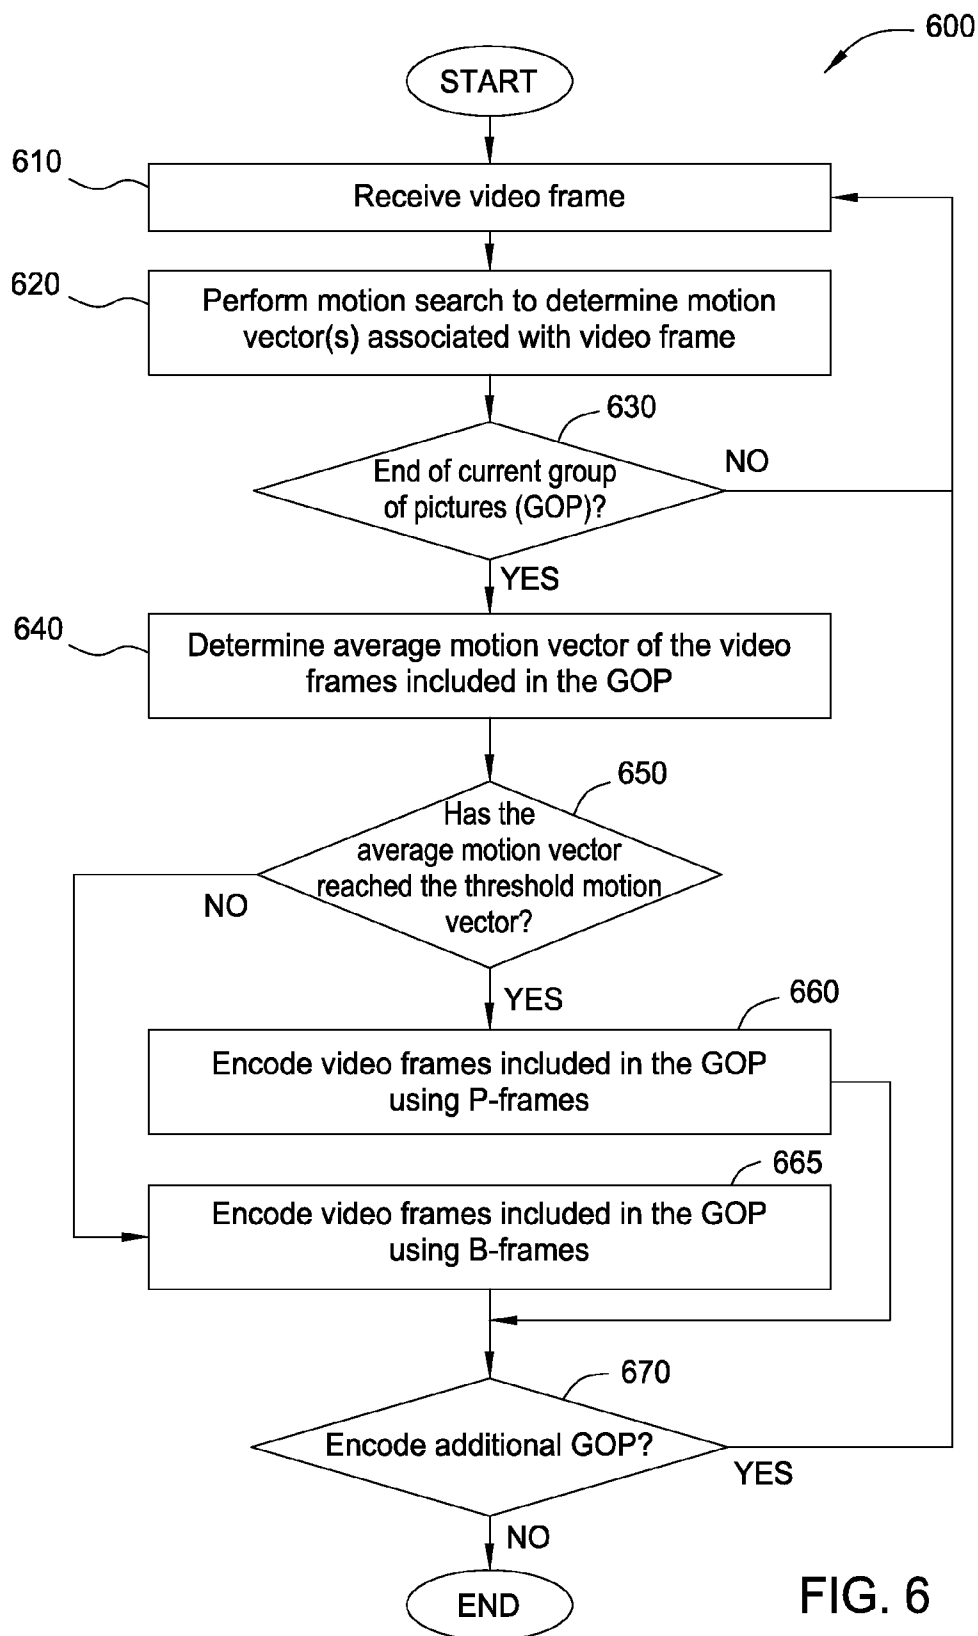 600
START
610
Receive video frame
620
Perform motion search to determine motion
vector(s) associated with video frame
630
End of current group
of pictures (GOP)?
NO
YES
640
Determine average motion vector of the video
frames included in the GOP
650
Has the
average motion vector
reached the threshold motion
vector?
NO
YES
660
Encode video frames included in the GOP
using P-frames
665
Encode video frames included in the GOP
using B-frames
670
Encode additional GOP?
YES
NO
END
FIG. 6